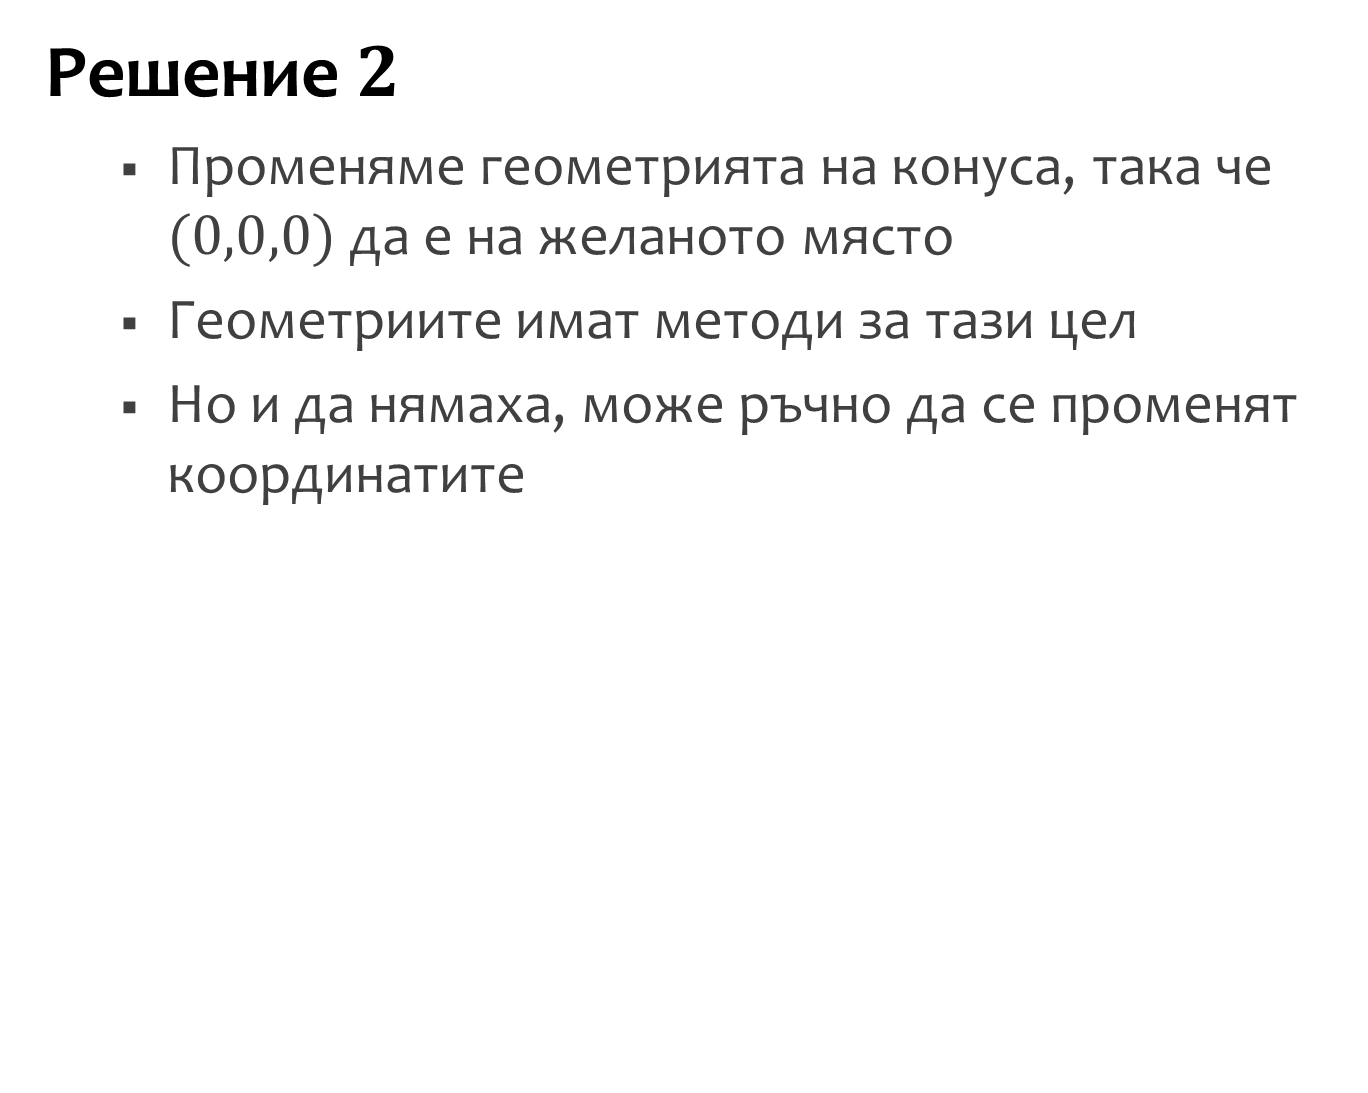 Решение 2
▪ Променяме геометрията на конуса, така че
(0,0,0) да е на желаното място
▪ Геометриите имат методи за тази цел
▪ Но и да нямаха, може ръчно да се променят
координатите